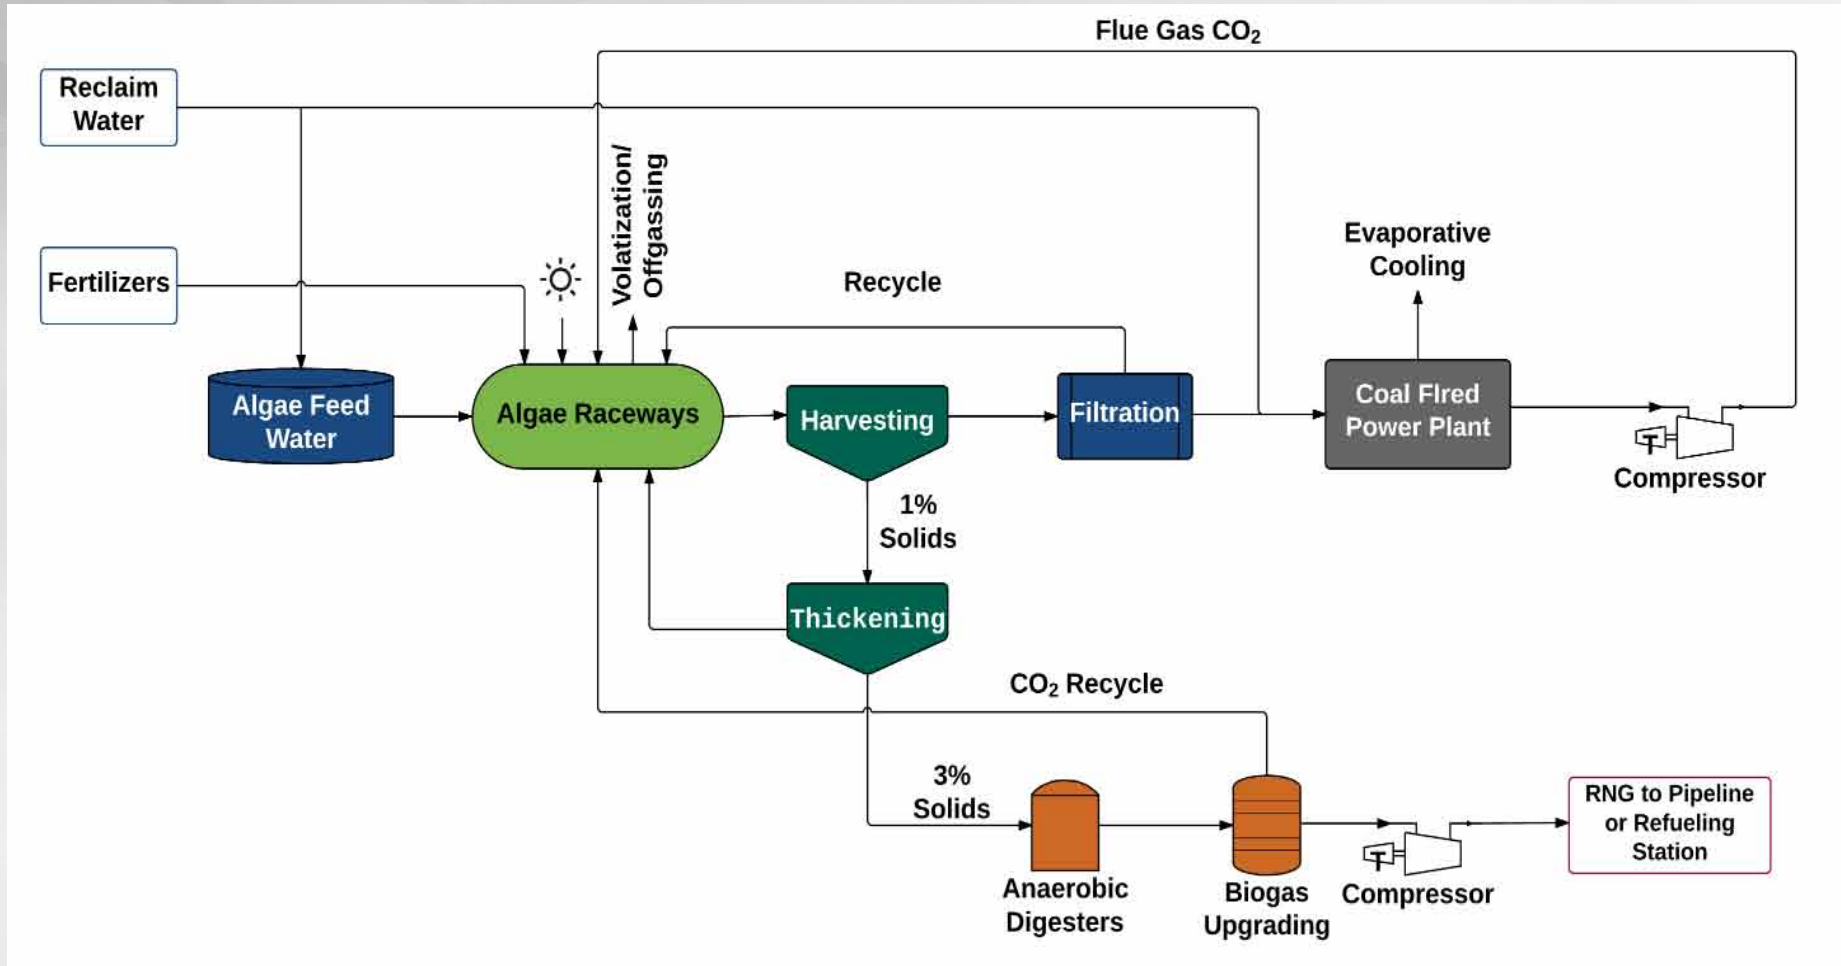 Flue Gas CO₂
Reclaim
Water
Volatization/
Offgassing
Evaporative
Cooling
Fertilizers
Recycle
Algae Feed
Water
Algae Raceways
Harvesting
Filtration
Coal FIred
Power Plant
T
Compressor
1%
Solids
Thickening
CO₂ Recycle
3%
Solids
Anaerobic
Digesters
Biogas
Upgrading
T
Compressor
RNG to Pipeline
or Refueling
Station